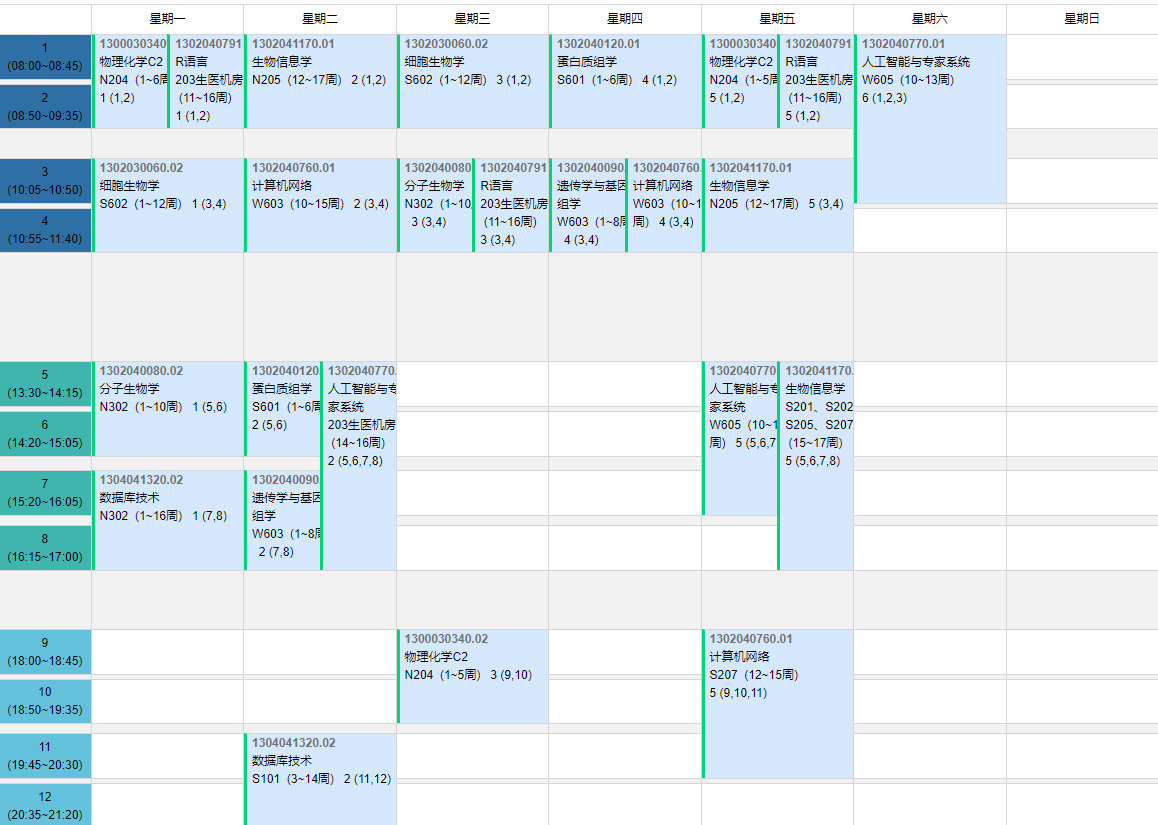 星期一
星期二
星期三
星期四
星期五
星期六
星期日
1
(08:00~08:45)
2
(08:50~09:35)
1300030340
物理化学C2
N204（1~6周
1 (1,2)
1302040791
R语言
203生医机房
（11~16周）
1 (1,2)
1302041170.01
生物信息学
N205（12~17周） 2 (1,2)
1302030060.02
细胞生物学
S602（1~12周） 3 (1,2)
1302040120.01
蛋白质组学
S601（1~6周） 4 (1,2)
1300030340
物理化学C2
N204（1~5周
5 (1,2)
1302040791
R语言
203生医机房
（11~16周）
5 (1,2)
1302040770.01
人工智能与专家系统
W605（10~13周）
6 (1,2,3)
3
(10:05~10:50)
4
(10:55~11:40)
1302030060.02
细胞生物学
S602（1~12周） 1 (3,4)
1302040760.01
计算机网络
W603（10~15周） 2 (3,4)
1302040080
分子生物学
N302（1~10
3 (3,4)
1302040791
R语言
203生医机房
（11~16周）
3 (3,4)
1302040090
遗传学与基因
组学
W603（1~8周
4 (3,4)
1302040760.
计算机网络
W603（10~1
周） 4 (3,4)
1302041170.01
生物信息学
N205（12~17周） 5 (3,4)
5
(13:30~14:15)
6
(14:20~15:05)
7
(15:20~16:05)
8
(16:15~17:00)
1302040080.02
分子生物学
N302（1~10周） 1 (5,6)
1304041320.02
数据库技术
N302（1~16周） 1 (7,8)
1302040120
蛋白质组学
S601（1~6周
2 (5,6)
1302040090.
遗传学与基因
组学
W603（1~8周
2 (7,8)
1302040770.
人工智能与专
家系统
203生医机房
（14~16周）
2 (5,6,7,8)
1302040770
人工智能与专
家系统
W605（10~1
周） 5 (5,6,7
1302041170.
生物信息学
S201、S202
S205、S207
（15~17周）
5 (5,6,7,8)
9
(18:00~18:45)
10
(18:50~19:35)
11
(19:45~20:30)
12
(20:35~21:20)
1300030340.02
物理化学C2
N204（1~5周） 3 (9,10)
1302040760.01
计算机网络
S207（12~15周）
5 (9,10,11)
1304041320.02
数据库技术
S101（3~14周） 2 (11,12)